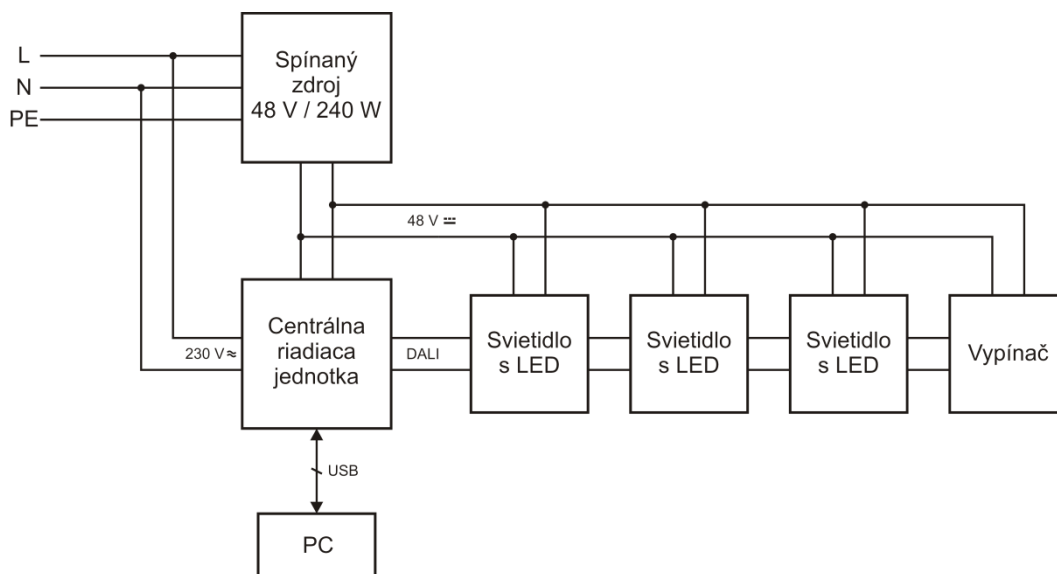 L
N
PE
Spínaný
zdroj
48 V / 240 W
48 V ⎓
230 V ≈
Centrálna
riadiaca
jednotka
DALI
Svietidlo
s LED
Svietidlo
s LED
Svietidlo
s LED
Vypínač
USB
PC